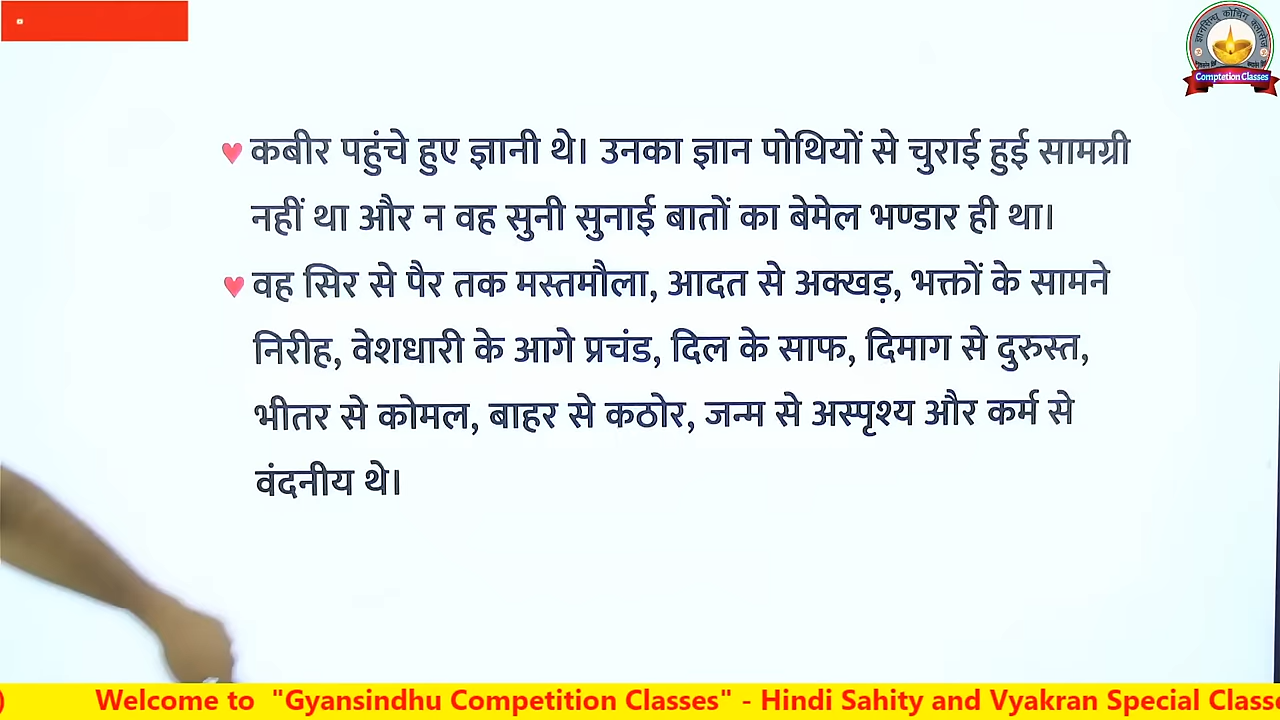 ज्ञानसिन्धु कोचिंग क्लासेज
Comptetion Classes
कबीर पहुंचे हुए ज्ञानी थे। उनका ज्ञान पोथियों से चुराई हुई सामग्री
नहीं था और न वह सुनी सुनाई बातों का बेमेल भण्डार ही था।
वह सिर से पैर तक मस्तमौला, आदत से अक्खड़, भक्तों के सामने
निरीह, वेशधारी के आगे प्रचंड, दिल के साफ, दिमाग से दुरुस्त,
भीतर से कोमल, बाहर से कठोर, जन्म से अस्पृश्य और कर्म से
वंदनीय थे।
) Welcome to "Gyansindhu Competition Classes" - Hindi Sahity and Vyakran Special Classe